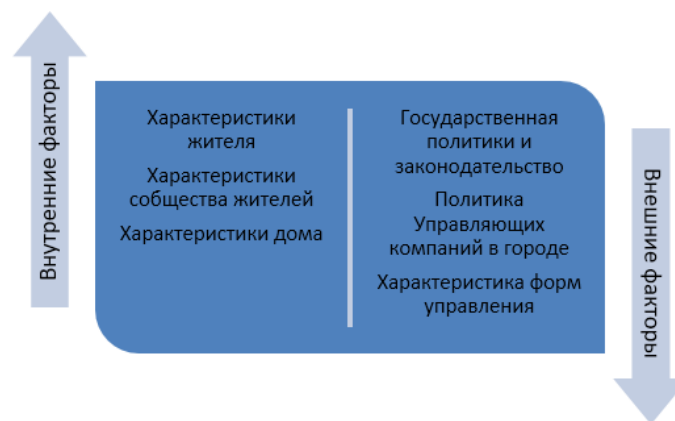 Внутренние факторы
Характеристики
жителя
Характеристики
собщества жителей
Характеристики дома
Государственная
политики и
законодательство
Политика
Управляющих
компаний в городе
Характеристика форм
управления
Внешние факторы